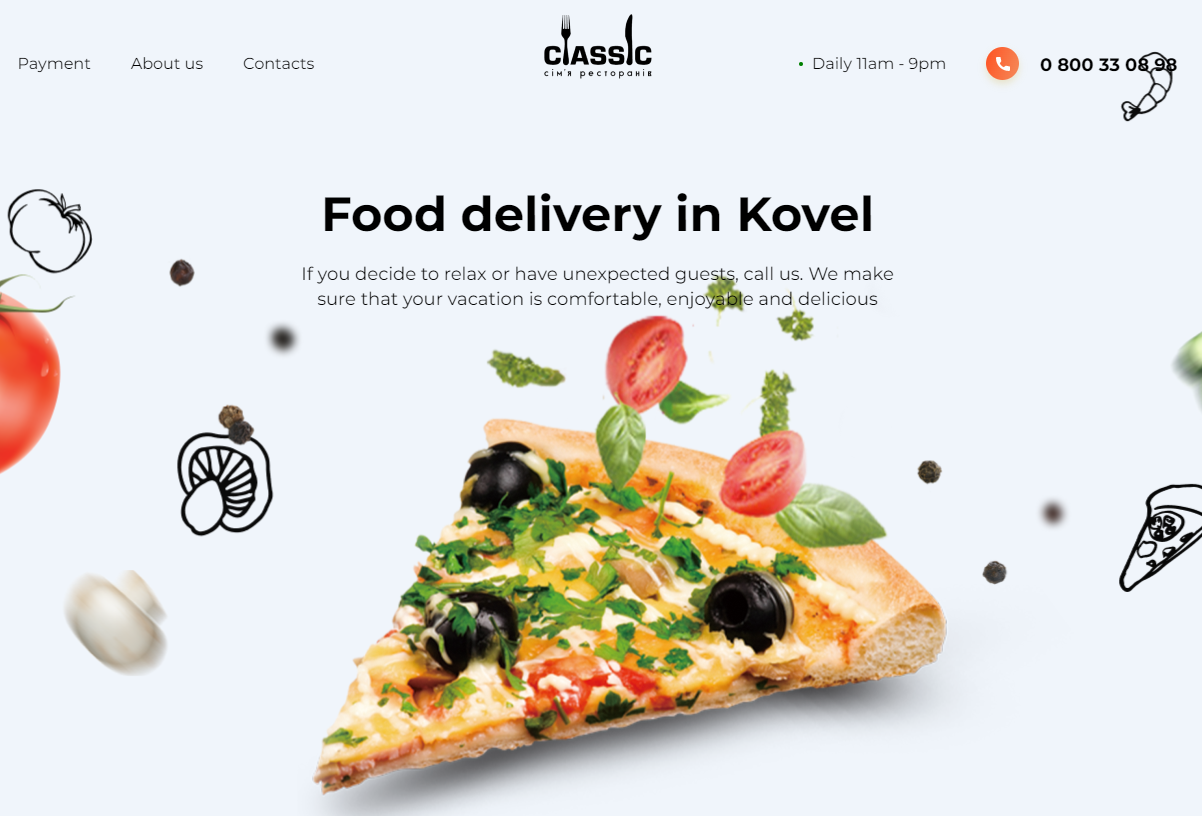 Payment
About us
Contacts
CLASSIC
сім'я ресторанів
Daily 11am - 9pm
0 800 33 08 98
Food delivery in Kovel
If you decide to relax or have unexpected guests, call us. We make
sure that your vacation is comfortable, enjoyable and delicious